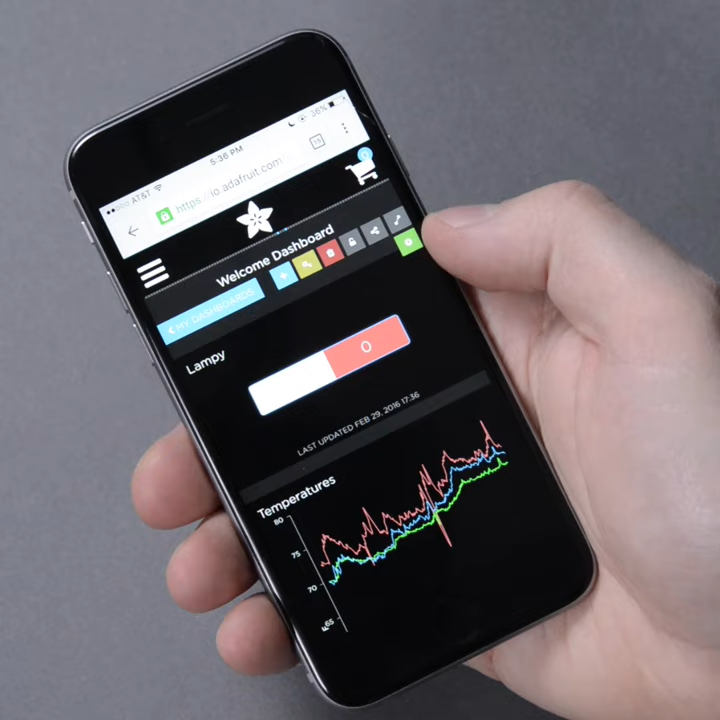 AT&T 5:36 PM 36%
https://io.adafruit.com
15
Welcome Dashboard
< MY DASHBOARDS
Lampy
0
LAST UPDATED FEB 29, 2016 17:36
Temperatures
80
75
70
65